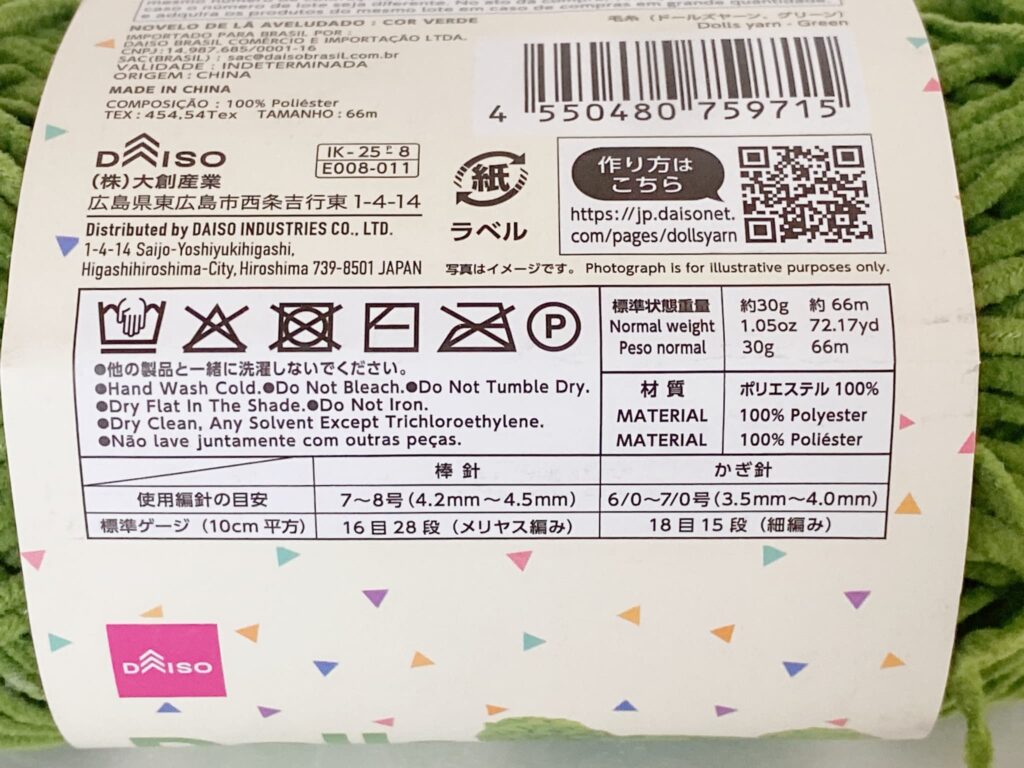 e adquira os produtos do mesmo lote em caso de compras em grande quantidade.
NOVELO DE LÃ AVELUDADO : COR VERDE
IMPORTADO PARA BRASIL POR :
DAISO BRASIL COMÉRCIO E IMPORTAÇÃO LTDA.
CNPJ:14.987.685/0001-16
SAC(BRASIL) : sac@daisobrasil.com.br
VALIDADE : INDETERMINADA
ORIGEM : CHINA
MADE IN CHINA
COMPOSIÇÃO : 100% Poliéster
TEX : 454,54Tex TAMANHO : 66m
毛糸（ドールズヤーン、グリーン）
Dolls yarn - Green
4 550480 759715
DAISO
IK-25ᴾ8
E008-011
(株)大創産業
広島県東広島市西条吉行東 1-4-14
Distributed by DAISO INDUSTRIES CO., LTD.
1-4-14 Saijo-Yoshiyukihigashi,
Higashihiroshima-City, Hiroshima 739-8501 JAPAN
紙
ラベル
作り方は
こちら
https://jp.daisonet.
com/pages/dollsyarn
写真はイメージです。 Photograph is for illustrative purposes only.
P
●他の製品と一緒に洗濯しないでください。
●Hand Wash Cold.●Do Not Bleach.●Do Not Tumble Dry.
●Dry Flat In The Shade.●Do Not Iron.
●Dry Clean, Any Solvent Except Trichloroethylene.
●Não lave juntamente com outras peças.
標準状態重量 約30g 約 66m
Normal weight 1.05oz 72.17yd
Peso normal 30g 66m
材 質 ポリエステル 100%
MATERIAL 100% Polyester
MATERIAL 100% Poliéster
棒 針 かぎ針
使用編針の目安 7～8号（4.2mm～4.5mm） 6/0～7/0号（3.5mm～4.0mm）
標準ゲージ（10cm 平方） 16 目 28 段（メリヤス編み） 18 目 15 段（細編み）
DAISO